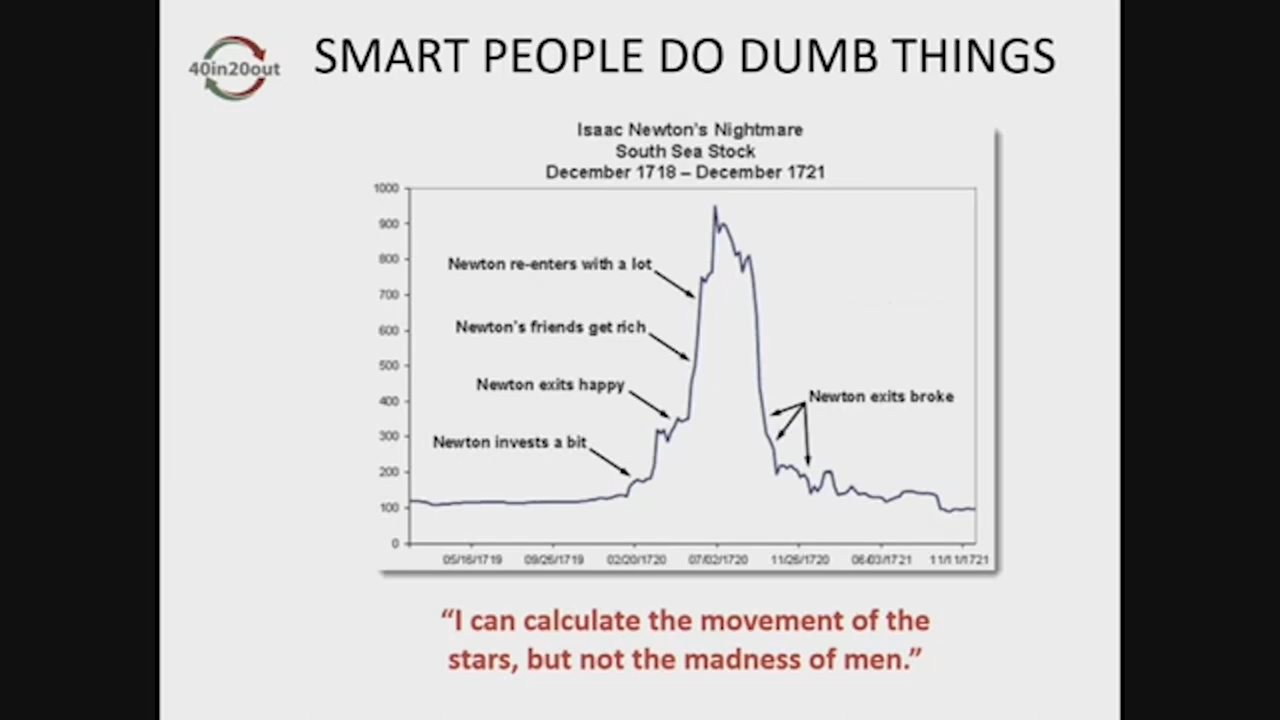 40in20out
SMART PEOPLE DO DUMB THINGS
Isaac Newton's Nightmare
South Sea Stock
December 1718 – December 1721
1000
900
800
700
600
500
400
300
200
100
0
Newton re-enters with a lot
Newton's friends get rich
Newton exits happy
Newton invests a bit
Newton exits broke
05/16/1719
09/26/1719
02/20/1720
07/02/1720
11/26/1720
06/03/1721
11/11/1721
“I can calculate the movement of the
stars, but not the madness of men.”